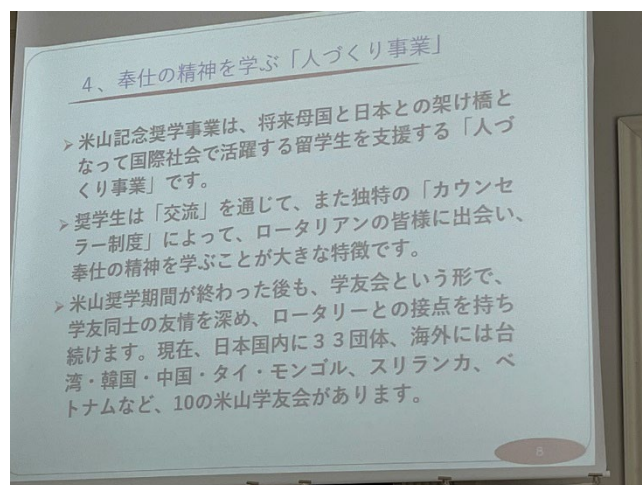 4、奉仕の精神を学ぶ「人づくり事業」
➢ 米山記念奨学事業は、将来母国と日本との架け橋と
なって国際社会で活躍する留学生を支援する「人づ
くり事業」です。
➢ 奨学生は「交流」を通じて、また独特の「カウンセ
ラー制度」によって、ロータリアンの皆様に出会い、
奉仕の精神を学ぶことが大きな特徴です。
➢ 米山奨学期間が終わった後も、学友会という形で、
学友同士の友情を深め、ロータリーとの接点を持ち
続けます。現在、日本国内に３３団体、海外には台
湾・韓国・中国・タイ・モンゴル、スリランカ、ベ
トナムなど、10の米山学友会があります。
8